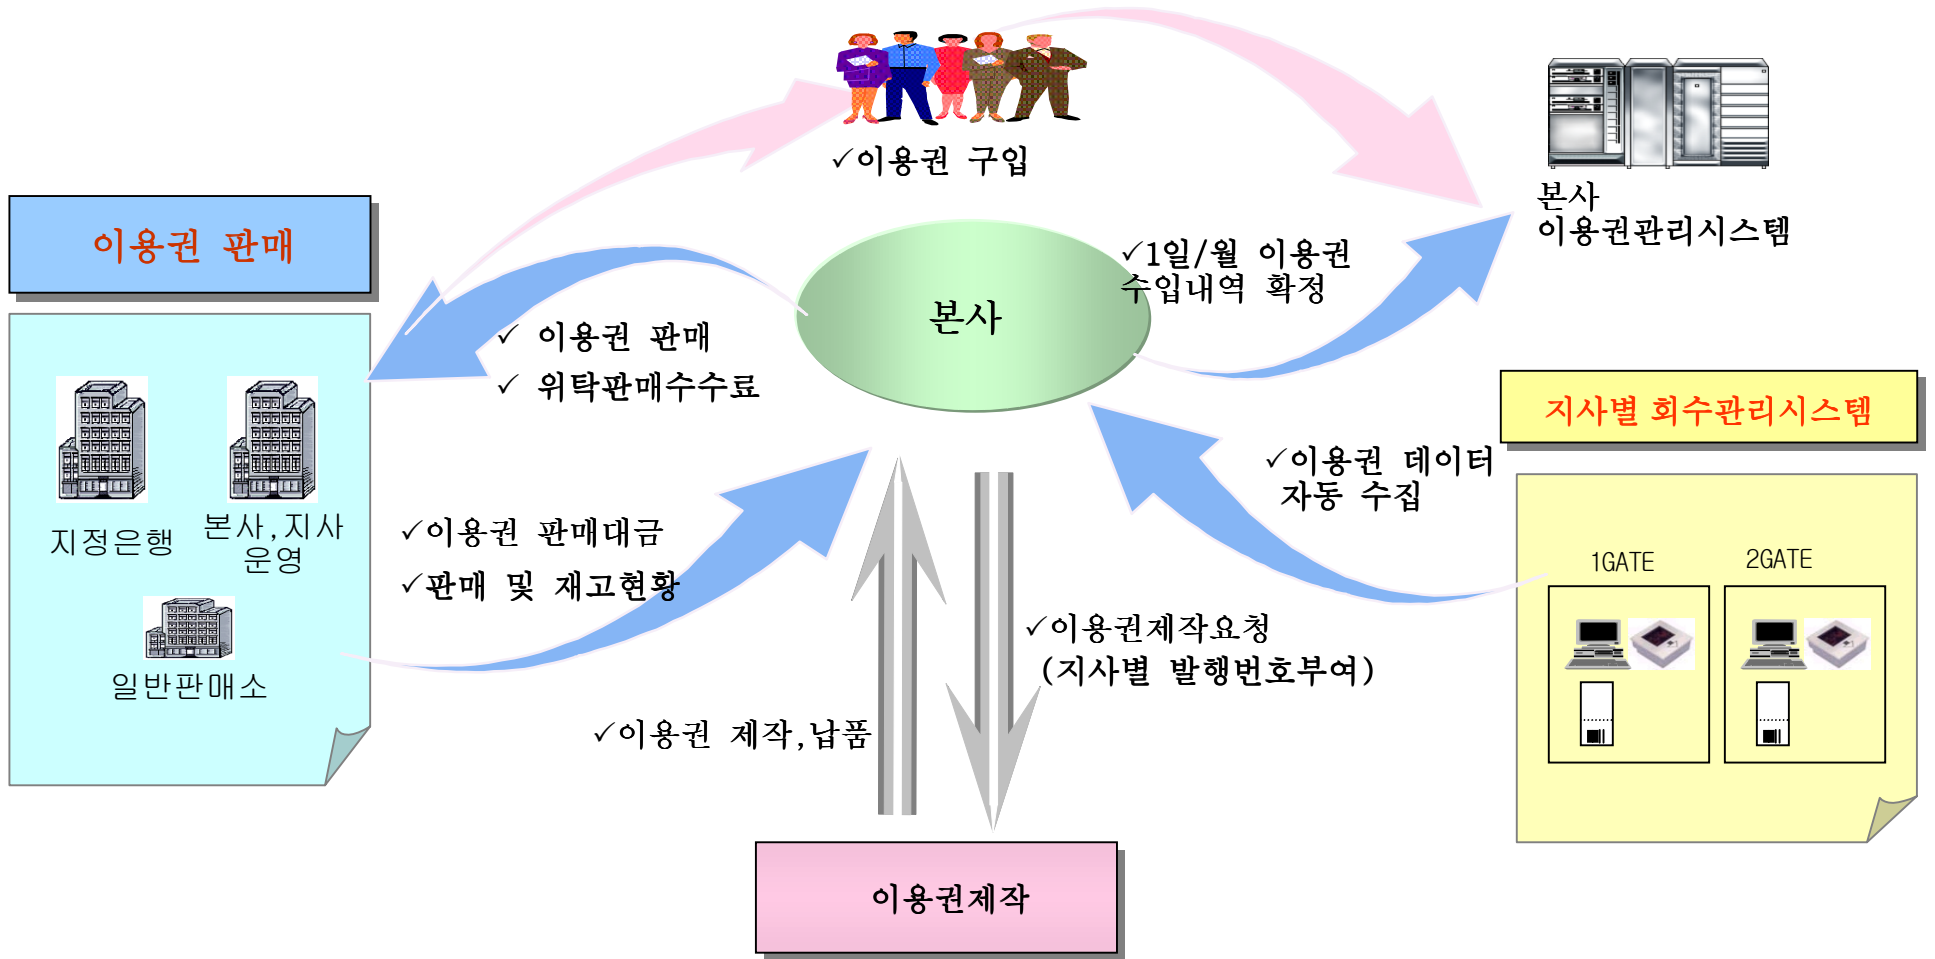 ✓이용권 구입
본사
이용권관리시스템
이용권 판매
✓1일/월 이용권
수입내역 확정
본사
✓ 이용권 판매
✓ 위탁판매수수료
지사별 회수관리시스템
✓이용권 데이터
자동 수집
지정은행
본사,지사
운영
일반판매소
✓이용권 판매대금
✓판매 및 재고현황
1GATE
2GATE
✓이용권제작요청
(지사별 발행번호부여)
✓이용권 제작,납품
이용권제작